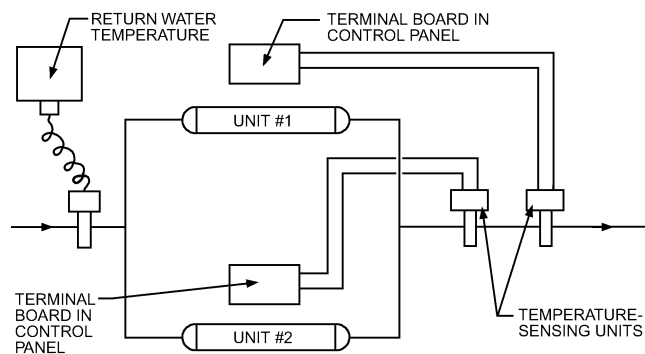 RETURN WATER
TEMPERATURE
TERMINAL BOARD IN
CONTROL PANEL
UNIT #1
TERMINAL
BOARD IN
CONTROL
PANEL
UNIT #2
TEMPERATURE-
SENSING UNITS